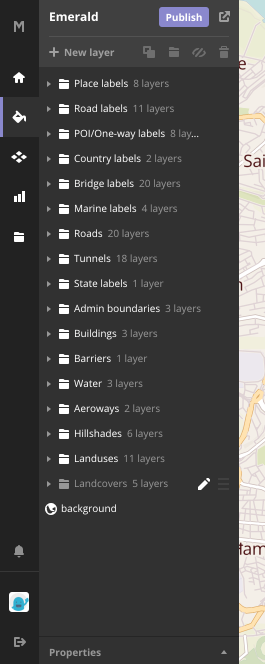 Emerald Publish
M
New layer
Place labels 8 layers
Road labels 11 layers
POI/One-way labels 8 lay...
Country labels 2 layers
Bridge labels 20 layers
Marine labels 4 layers
Roads 20 layers
Tunnels 18 layers
State labels 1 layer
Admin boundaries 3 layers
Buildings 3 layers
Barriers 1 layer
Water 3 layers
Aeroways 2 layers
Hillshades 6 layers
Landuses 11 layers
Landcovers 5 layers
background
Properties
e
Sai
n
Ham